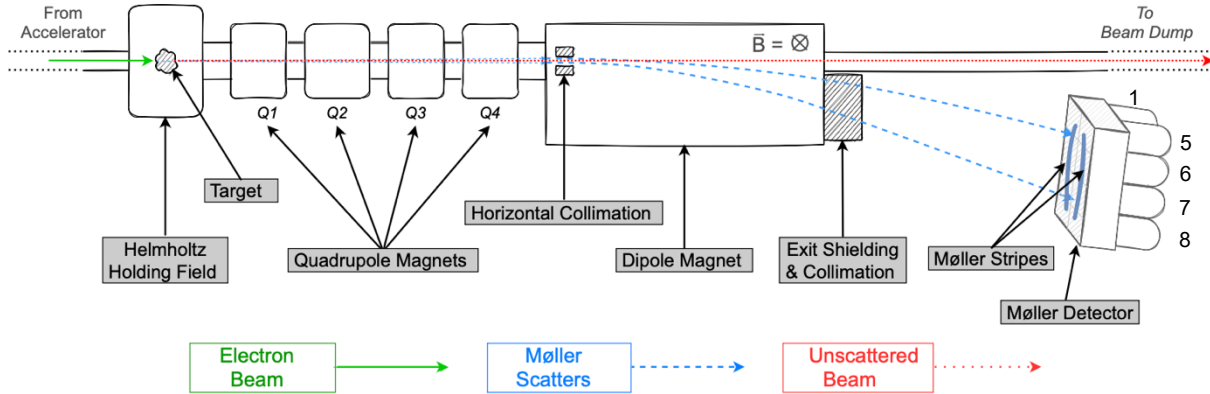 From
Accelerator
B⃗ = ⊗
To
Beam Dump
Q1
Q2
Q3
Q4
1
5
6
7
8
Target
Horizontal Collimation
Helmholtz
Holding Field
Quadrupole Magnets
Dipole Magnet
Exit Shielding
& Collimation
Møller Stripes
Møller Detector
Electron
Beam
Møller
Scatters
Unscattered
Beam